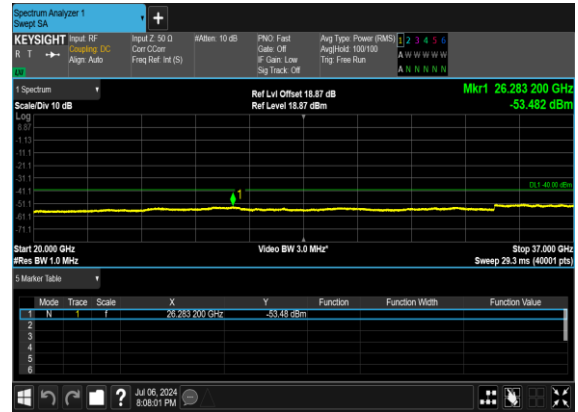 Spectrum Analyzer 1
Swept SA
+
KEYSIGHT Input: RF Input Z: 50 Ω #Atten: 10 dB PNO: Fast Avg Type: Power (RMS) 1 2 3 4 5 6
R T Coupling: DC Corr CCorr Gate: Off Avg|Hold: 100/100 A W W W W W
Align: Auto Freq Ref: Int (S) IF Gain: Low Trig: Free Run
Sig Track: Off A N N N N N
1 Spectrum Ref Lvl Offset 18.87 dB Mkr1 26.283 200 GHz
Scale/Div 10 dB Ref Level 18.87 dBm -53.482 dBm
Log
8.87
-1.13
-11.1
-21.1
-31.1
-41.1 DL1 -40.00 dBm
1
-51.1
-61.1
-71.1
Start 20.000 GHz Video BW 3.0 MHz* Stop 37.000 GHz
#Res BW 1.0 MHz Sweep 29.3 ms (40001 pts)
5 Marker Table
Mode Trace Scale X Y Function Function Width Function Value
1 N 1 f 26.283 200 GHz -53.48 dBm
2
3
4
5
6
? Jul 06, 2024
8:08:01 PM